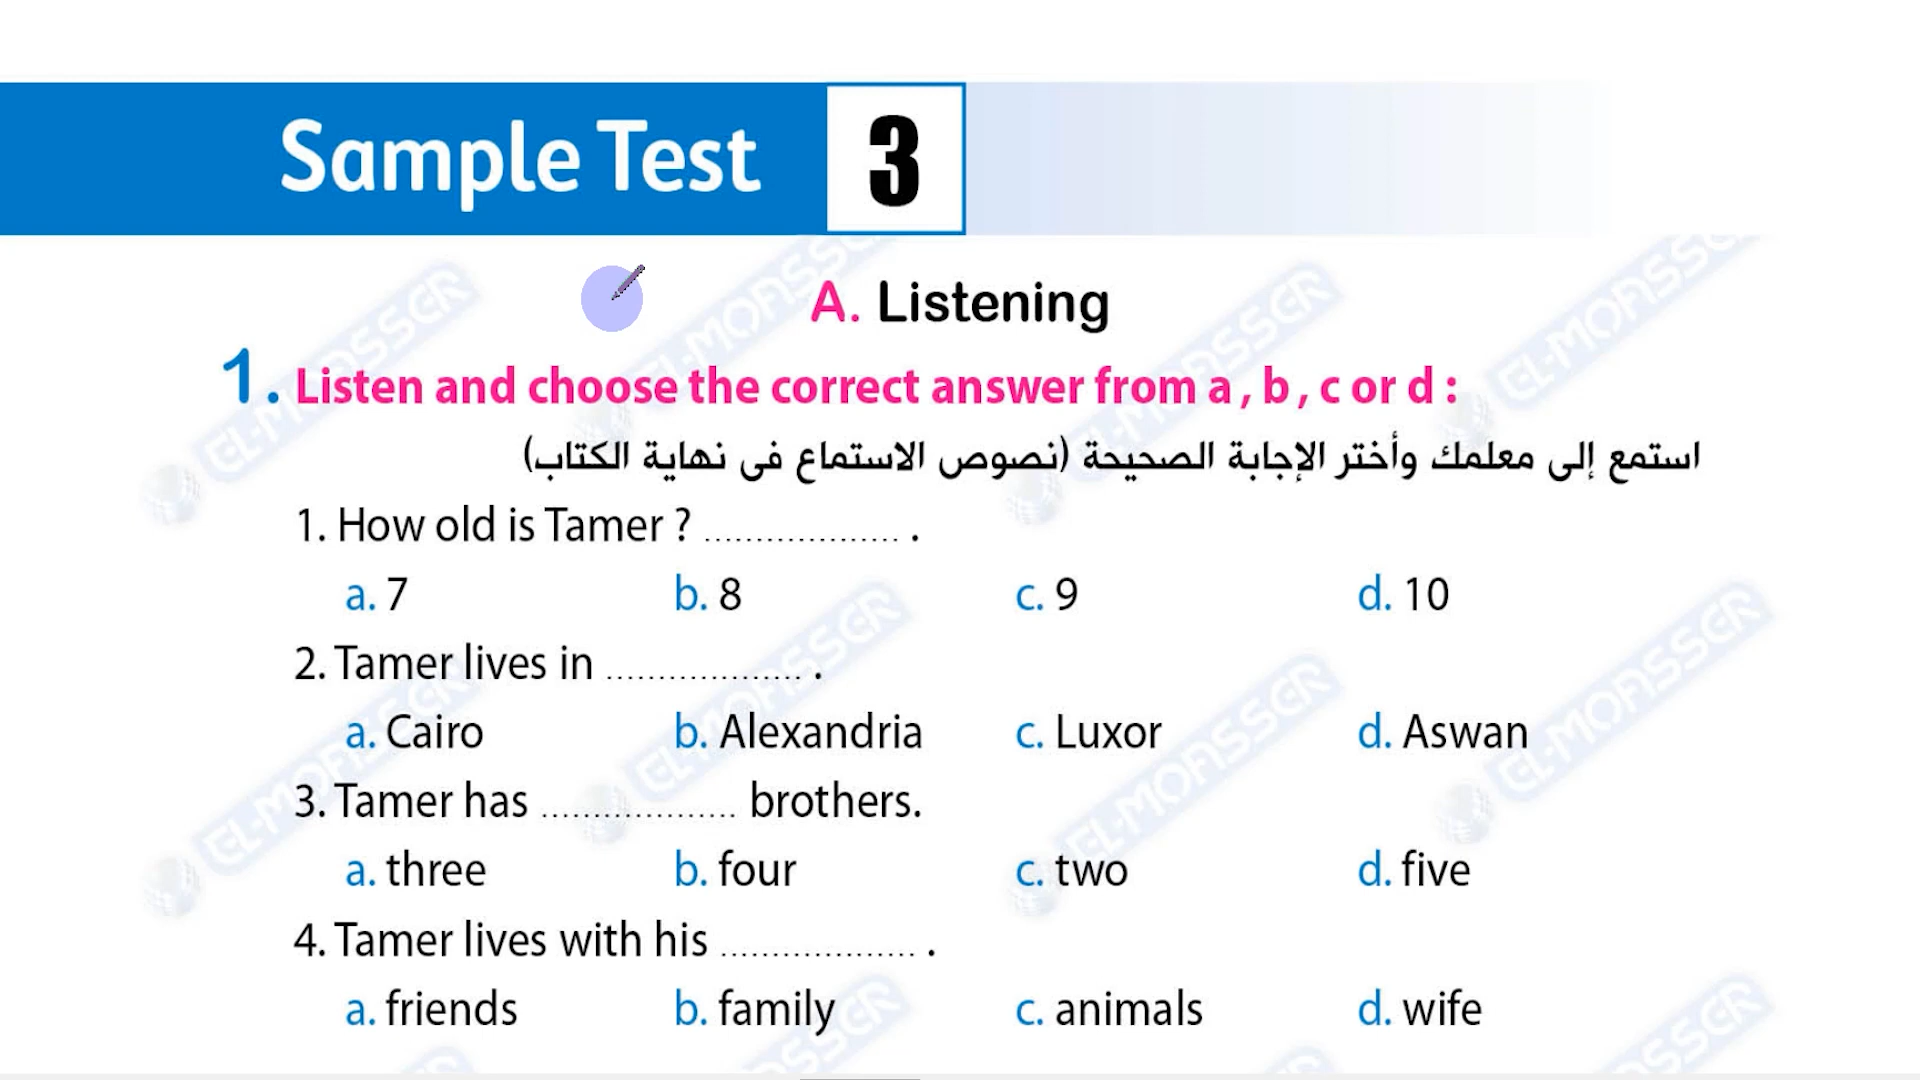 Sample Test 3
A. Listening
1. Listen and choose the correct answer from a , b , c or d :
استمع إلى معلمك وأختر الإجابة الصحيحة (نصوص الاستماع فى نهاية الكتاب)
1. How old is Tamer ? ................... .
a. 7 b. 8 c. 9 d. 10
2. Tamer lives in ................... .
a. Cairo b. Alexandria c. Luxor d. Aswan
3. Tamer has ................... brothers.
a. three b. four c. two d. five
4. Tamer lives with his ................... .
a. friends b. family c. animals d. wife